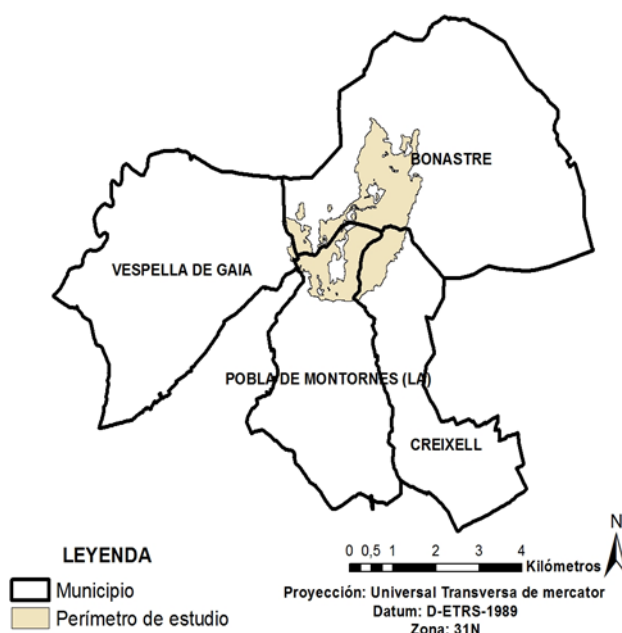 BONASTRE
VESPELLA DE GAIA
POBLA DE MONTORNES (LA)
CREIXELL
N
LEYENDA
Municipio
Perímetro de estudio
0 0,5 1 2 3 4
Kilómetros
Proyección: Universal Transversa de mercator
Datum: D-ETRS-1989
Zona: 31N